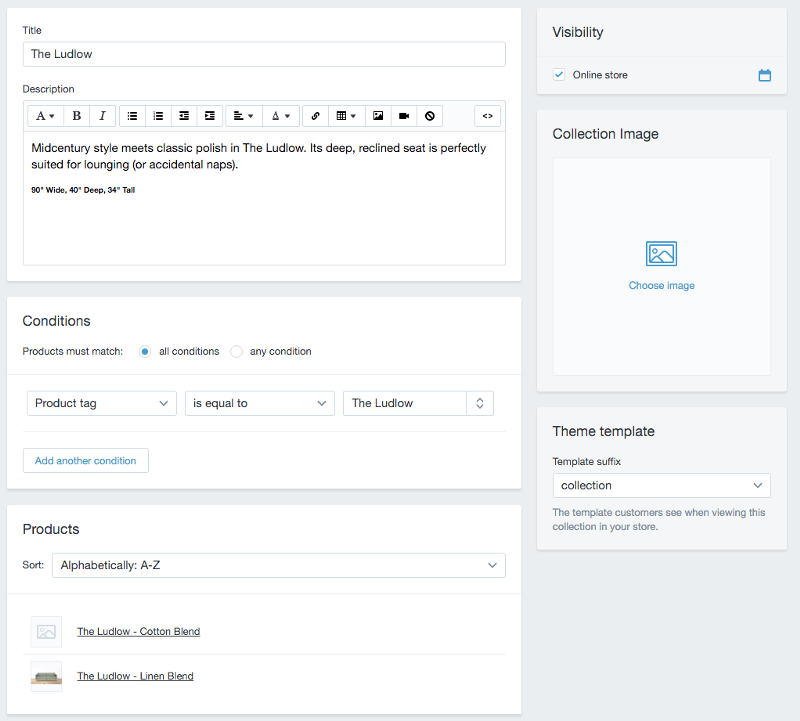 Title
The Ludlow
Description
A B I A <>
Midcentury style meets classic polish in The Ludlow. Its deep, reclined seat is perfectly
suited for lounging (or accidental naps).
90" Wide, 40" Deep, 34" Tall
Conditions
Products must match: all conditions any condition
Product tag is equal to The Ludlow
Add another condition
Products
Sort: Alphabetically: A-Z
The Ludlow - Cotton Blend
The Ludlow - Linen Blend
Visibility
Online store
Collection Image
Choose image
Theme template
Template suffix
collection
The template customers see when viewing this
collection in your store.